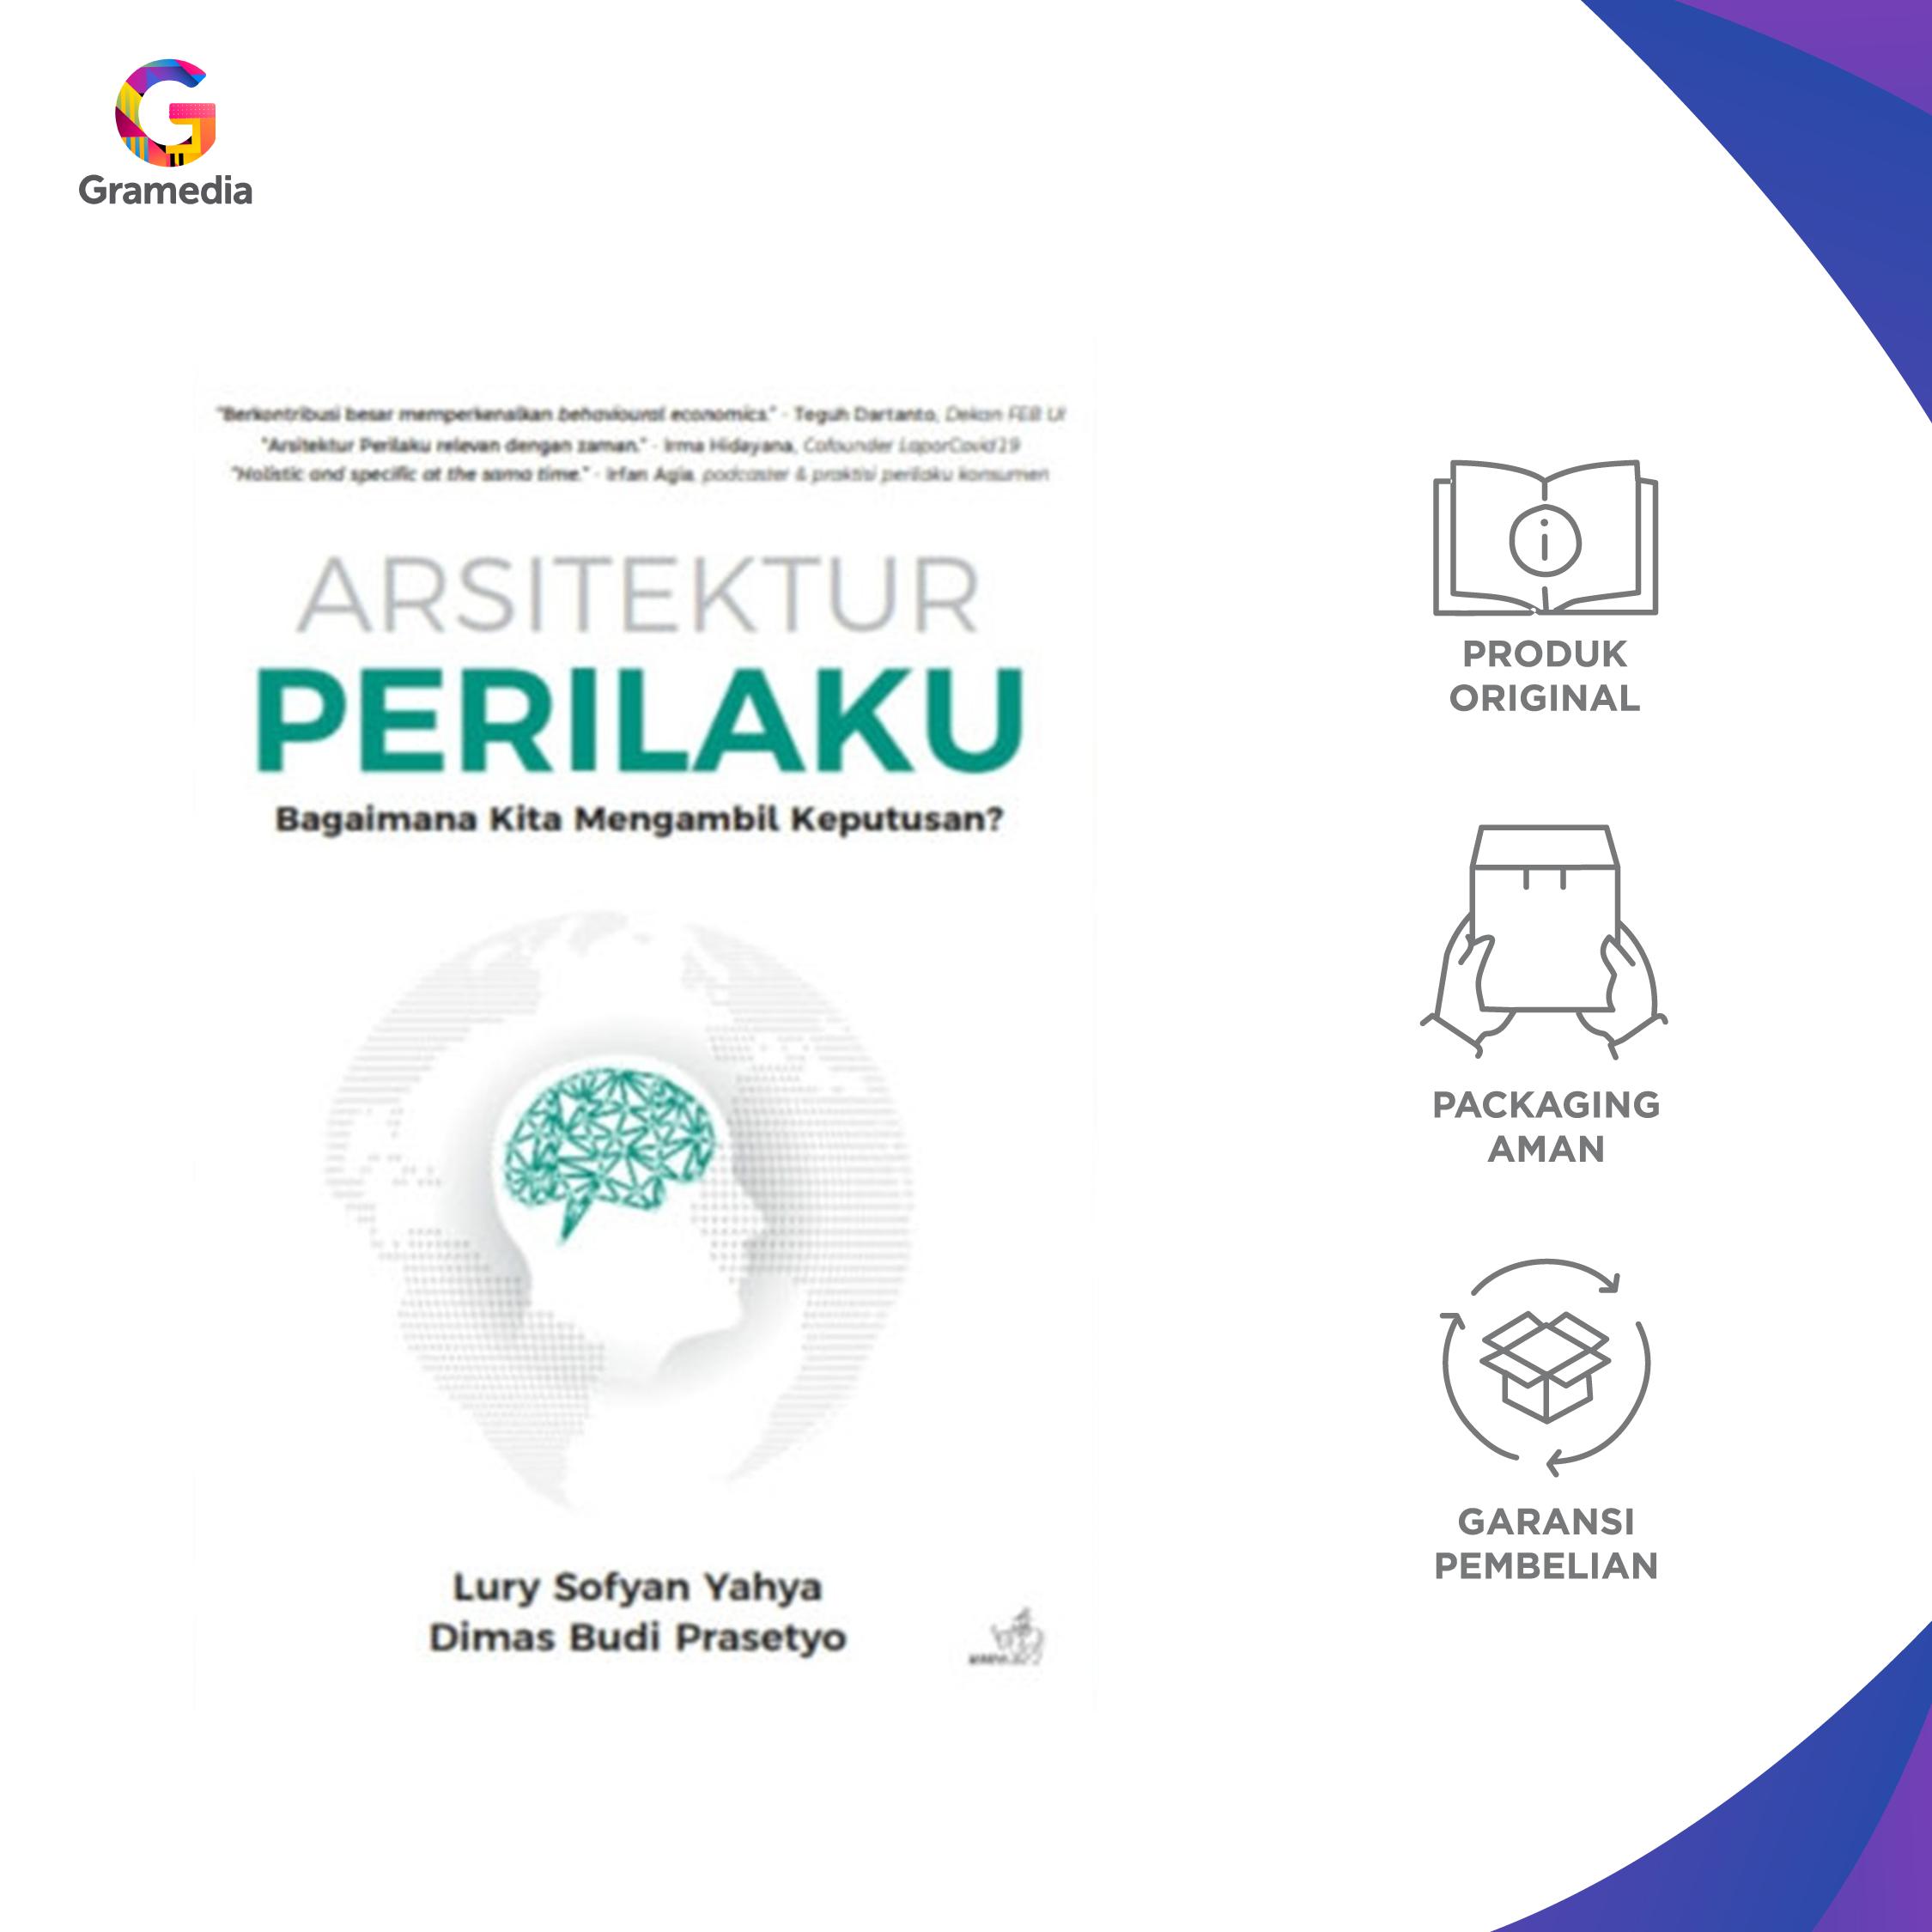 Gramedia
"Berkontribusi besar memperkenalkan behavioural economics." - Teguh Dartanto, Dekan FEB UI
"Arsitektur Perilaku relevan dengan zaman." - Irma Hidayana, Cofounder LaporCovid19
"Holistic and specific at the same time." - Irfan Agia, podcaster & praktisi perilaku konsumen
ARSITEKTUR
PERILAKU
Bagaimana Kita Mengambil Keputusan?
Lury Sofyan Yahya
Dimas Budi Prasetyo
PRODUK
ORIGINAL
PACKAGING
AMAN
GARANSI
PEMBELIAN